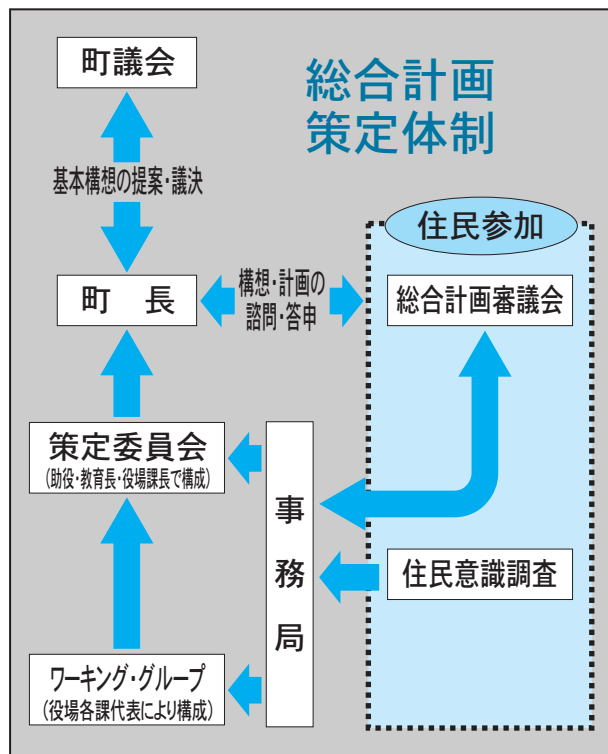 町議会
総合計画
策定体制
基本構想の提案・議決
住民参加
町　長
構想・計画の
諮問・答申
総合計画審議会
策定委員会
(助役・教育長・役場課長で構成)
事務局
住民意識調査
ワーキング・グループ
(役場各課代表により構成)